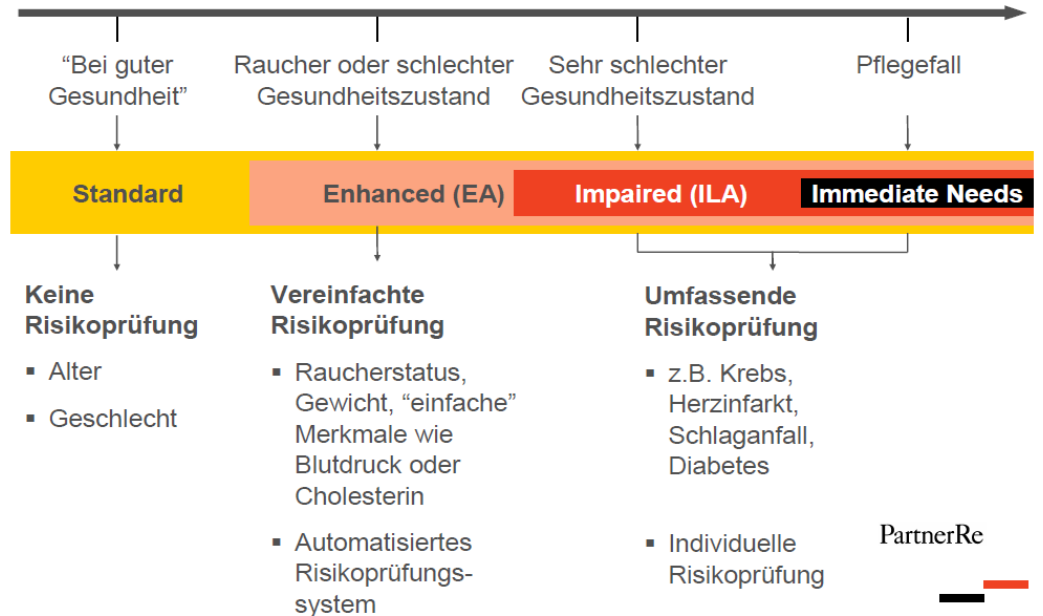 “Bei guter
Gesundheit”
Raucher oder schlechter
Gesundheitszustand
Sehr schlechter
Gesundheitszustand
Pflegefall
Standard
Enhanced (EA)
Impaired (ILA)
Immediate Needs
Keine
Risikoprüfung
▪ Alter
▪ Geschlecht
Vereinfachte
Risikoprüfung
▪ Raucherstatus,
Gewicht, “einfache”
Merkmale wie
Blutdruck oder
Cholesterin
▪ Automatisiertes
Risikoprüfungs-
system
Umfassende
Risikoprüfung
▪ z.B. Krebs,
Herzinfarkt,
Schlaganfall,
Diabetes
▪ Individuelle
Risikoprüfung
PartnerRe